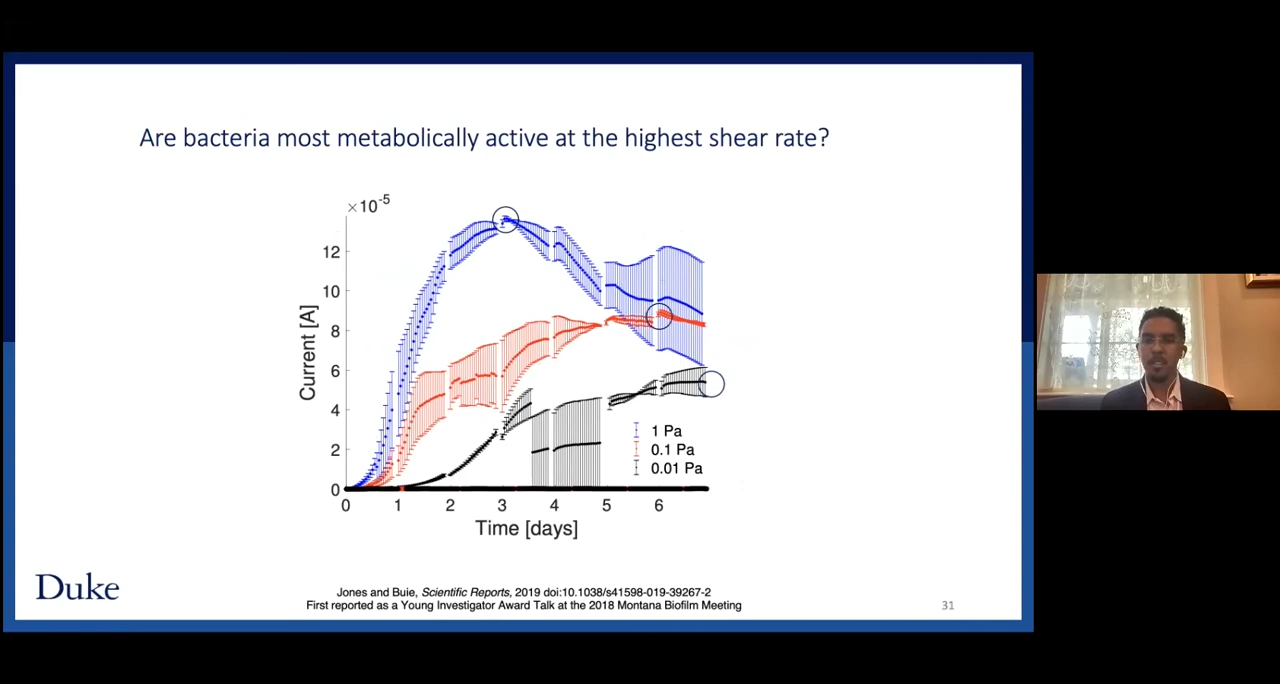 Are bacteria most metabolically active at the highest shear rate?
×10-5
12
10
8
6
4
2
0
Current [A]
1 Pa
0.1 Pa
0.01 Pa
0 1 2 3 4 5 6
Time [days]
Duke
Jones and Buie, Scientific Reports, 2019 doi:10.1038/s41598-019-39267-2
First reported as a Young Investigator Award Talk at the 2018 Montana Biofilm Meeting
31